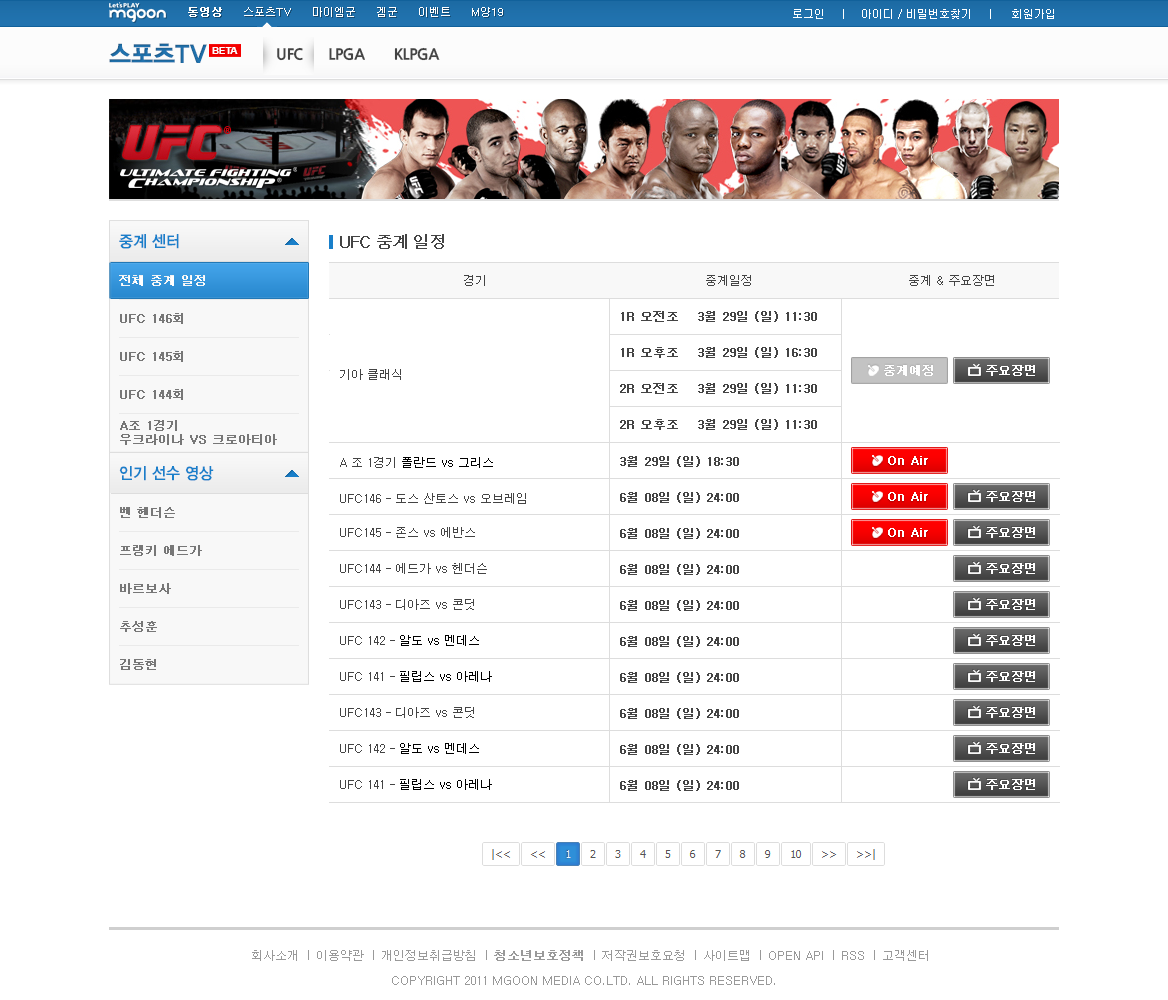 Let'sPLAY
mgoon 동영상 스포츠TV 마이엠군 겜군 이벤트 M양19 로그인 | 아이디 / 비밀번호찾기 | 회원가입
스포츠TV BETA UFC LPGA KLPGA
UFC
ULTIMATE FIGHTING
CHAMPIONSHIP
중계 센터
전체 중계 일정
UFC 146회
UFC 145회
UFC 144회
A조 1경기
우크라이나 VS 크로아티아
인기 선수 영상
벤 헨더슨
프랭키 에드가
바르보사
추성훈
김동현
UFC 중계 일정
경기 중계일정 중계 & 주요장면
기아 클래식
1R 오전조 3월 29일 (일) 11:30
1R 오후조 3월 29일 (일) 16:30
2R 오전조 3월 29일 (일) 11:30
2R 오후조 3월 29일 (일) 11:30
중계예정 주요장면
A 조 1경기 폴란드 vs 그리스 3월 29일 (일) 18:30 On Air
UFC146 - 도스 산토스 vs 오브레임 6월 08일 (일) 24:00 On Air 주요장면
UFC145 - 존스 vs 에반스 6월 08일 (일) 24:00 On Air 주요장면
UFC144 - 에드가 vs 헨더슨 6월 08일 (일) 24:00 주요장면
UFC143 - 디아즈 vs 콘딧 6월 08일 (일) 24:00 주요장면
UFC 142 - 알도 vs 멘데스 6월 08일 (일) 24:00 주요장면
UFC 141 - 필립스 vs 아레나 6월 08일 (일) 24:00 주요장면
UFC143 - 디아즈 vs 콘딧 6월 08일 (일) 24:00 주요장면
UFC 142 - 알도 vs 멘데스 6월 08일 (일) 24:00 주요장면
UFC 141 - 필립스 vs 아레나 6월 08일 (일) 24:00 주요장면
|<< << 1 2 3 4 5 6 7 8 9 10 >> >>|
회사소개 | 이용약관 | 개인정보취급방침 | 청소년보호정책 | 저작권보호요청 | 사이트맵 | OPEN API | RSS | 고객센터
COPYRIGHT 2011 MGOON MEDIA CO.LTD. ALL RIGHTS RESERVED.